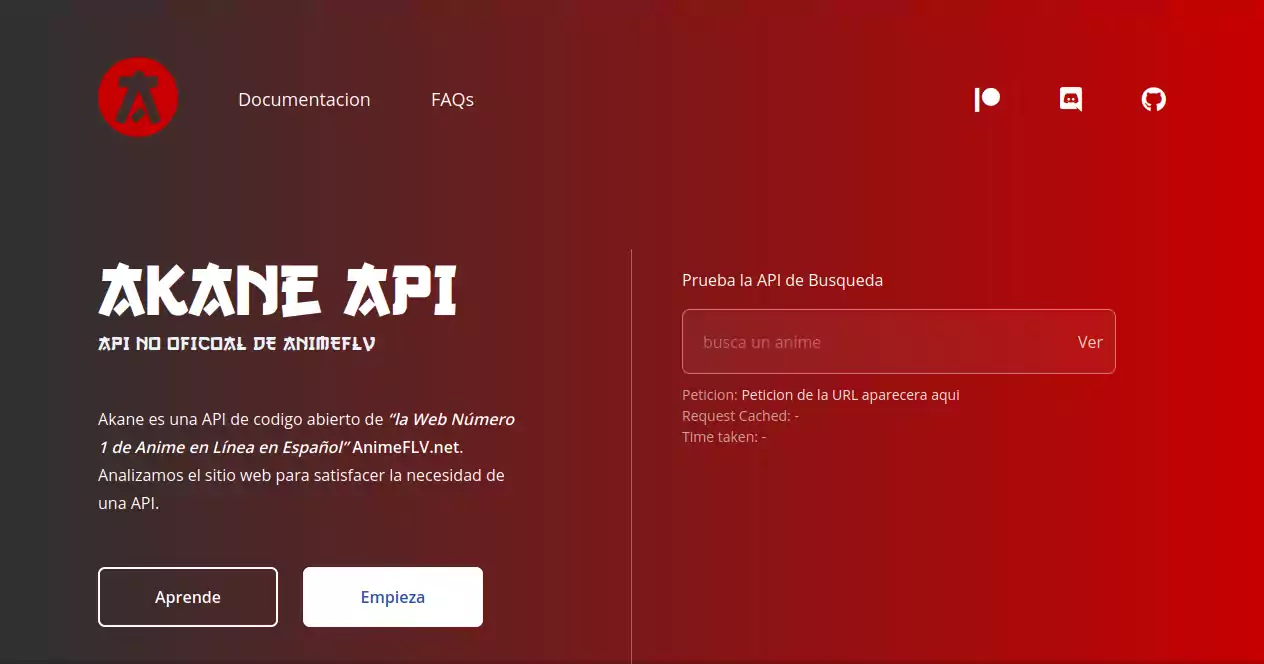 Documentacion
FAQs
AKANE API
API NO OFICOAL DE ANIMEFLV
Akane es una API de codigo abierto de “la Web Número
1 de Anime en Línea en Español” AnimeFLV.net.
Analizamos el sitio web para satisfacer la necesidad de
una API.
Aprende
Empieza
Prueba la API de Busqueda
busca un anime
Ver
Peticion: Peticion de la URL aparecera aqui
Request Cached: -
Time taken: -